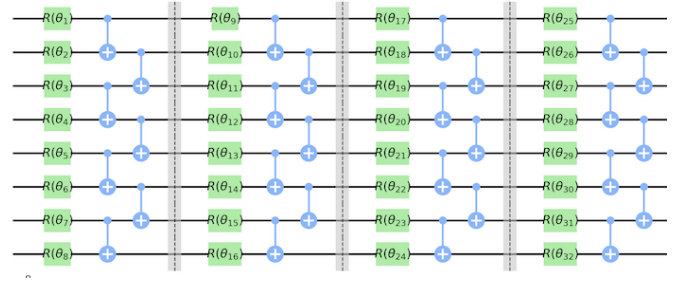 R(θ₁) R(θ₉) R(θ₁₇) R(θ₂₅)
R(θ₂) R(θ₁₀) R(θ₁₈) R(θ₂₆)
R(θ₃) R(θ₁₁) R(θ₁₉) R(θ₂₇)
R(θ₄) R(θ₁₂) R(θ₂₀) R(θ₂₈)
R(θ₅) R(θ₁₃) R(θ₂₁) R(θ₂₉)
R(θ₆) R(θ₁₄) R(θ₂₂) R(θ₃₀)
R(θ₇) R(θ₁₅) R(θ₂₃) R(θ₃₁)
R(θ₈) R(θ₁₆) R(θ₂₄) R(θ₃₂)